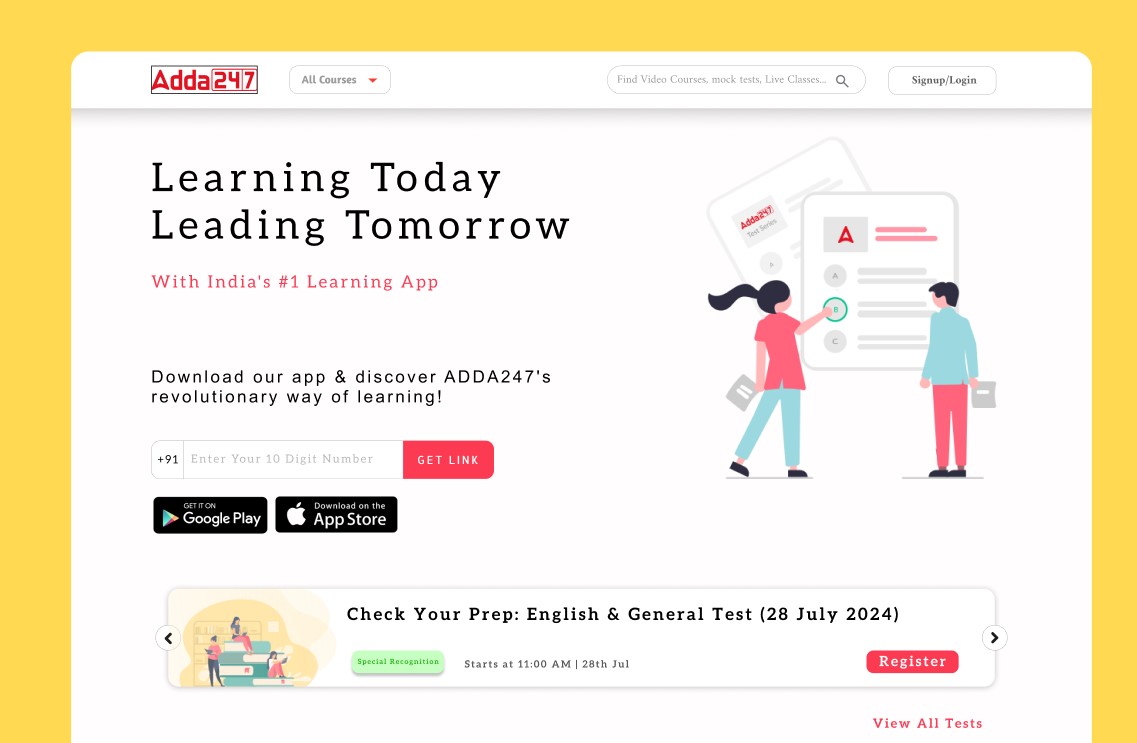 Adda247
All Courses
Find Video Courses, mock tests, Live Classes...
Signup/Login
Learning Today
Leading Tomorrow
With India's #1 Learning App
Adda247
Test Series
A
A
B
C
Download our app & discover ADDA247's
revolutionary way of learning!
+91
Enter Your 10 Digit Number
GET LINK
GET IT ON
Google Play
Download on the
App Store
Check Your Prep: English & General Test (28 July 2024)
Special Recognition
Starts at 11:00 AM | 28th Jul
Register
View All Tests